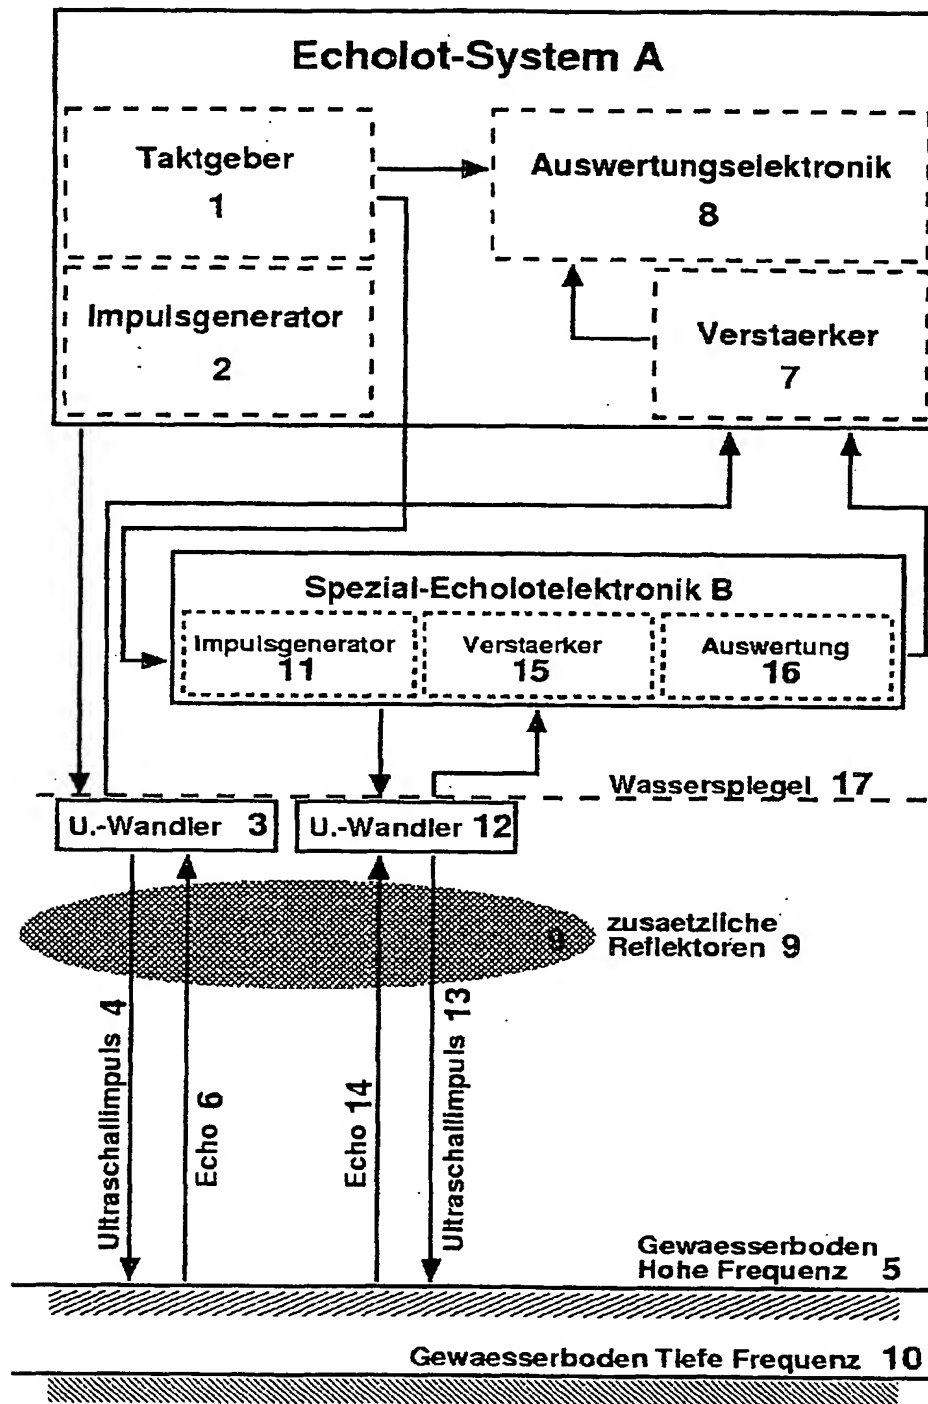 Echolot-System A
Taktgeber
1
Auswertungselektronik
8
Impulsgenerator
2
Verstaerker
7
Spezial-Echolotelektronik B
Impulsgenerator
11
Verstaerker
15
Auswertung
16
Wasserspiegel 17
U.-Wandler 3
U.-Wandler 12
9
zusaetzliche
Reflektoren 9
Ultraschallimpuls 4
Echo 6
Echo 14
Ultraschallimpuls 13
Gewaesserboden
Hohe Frequenz 5
Gewaesserboden Tiefe Frequenz 10